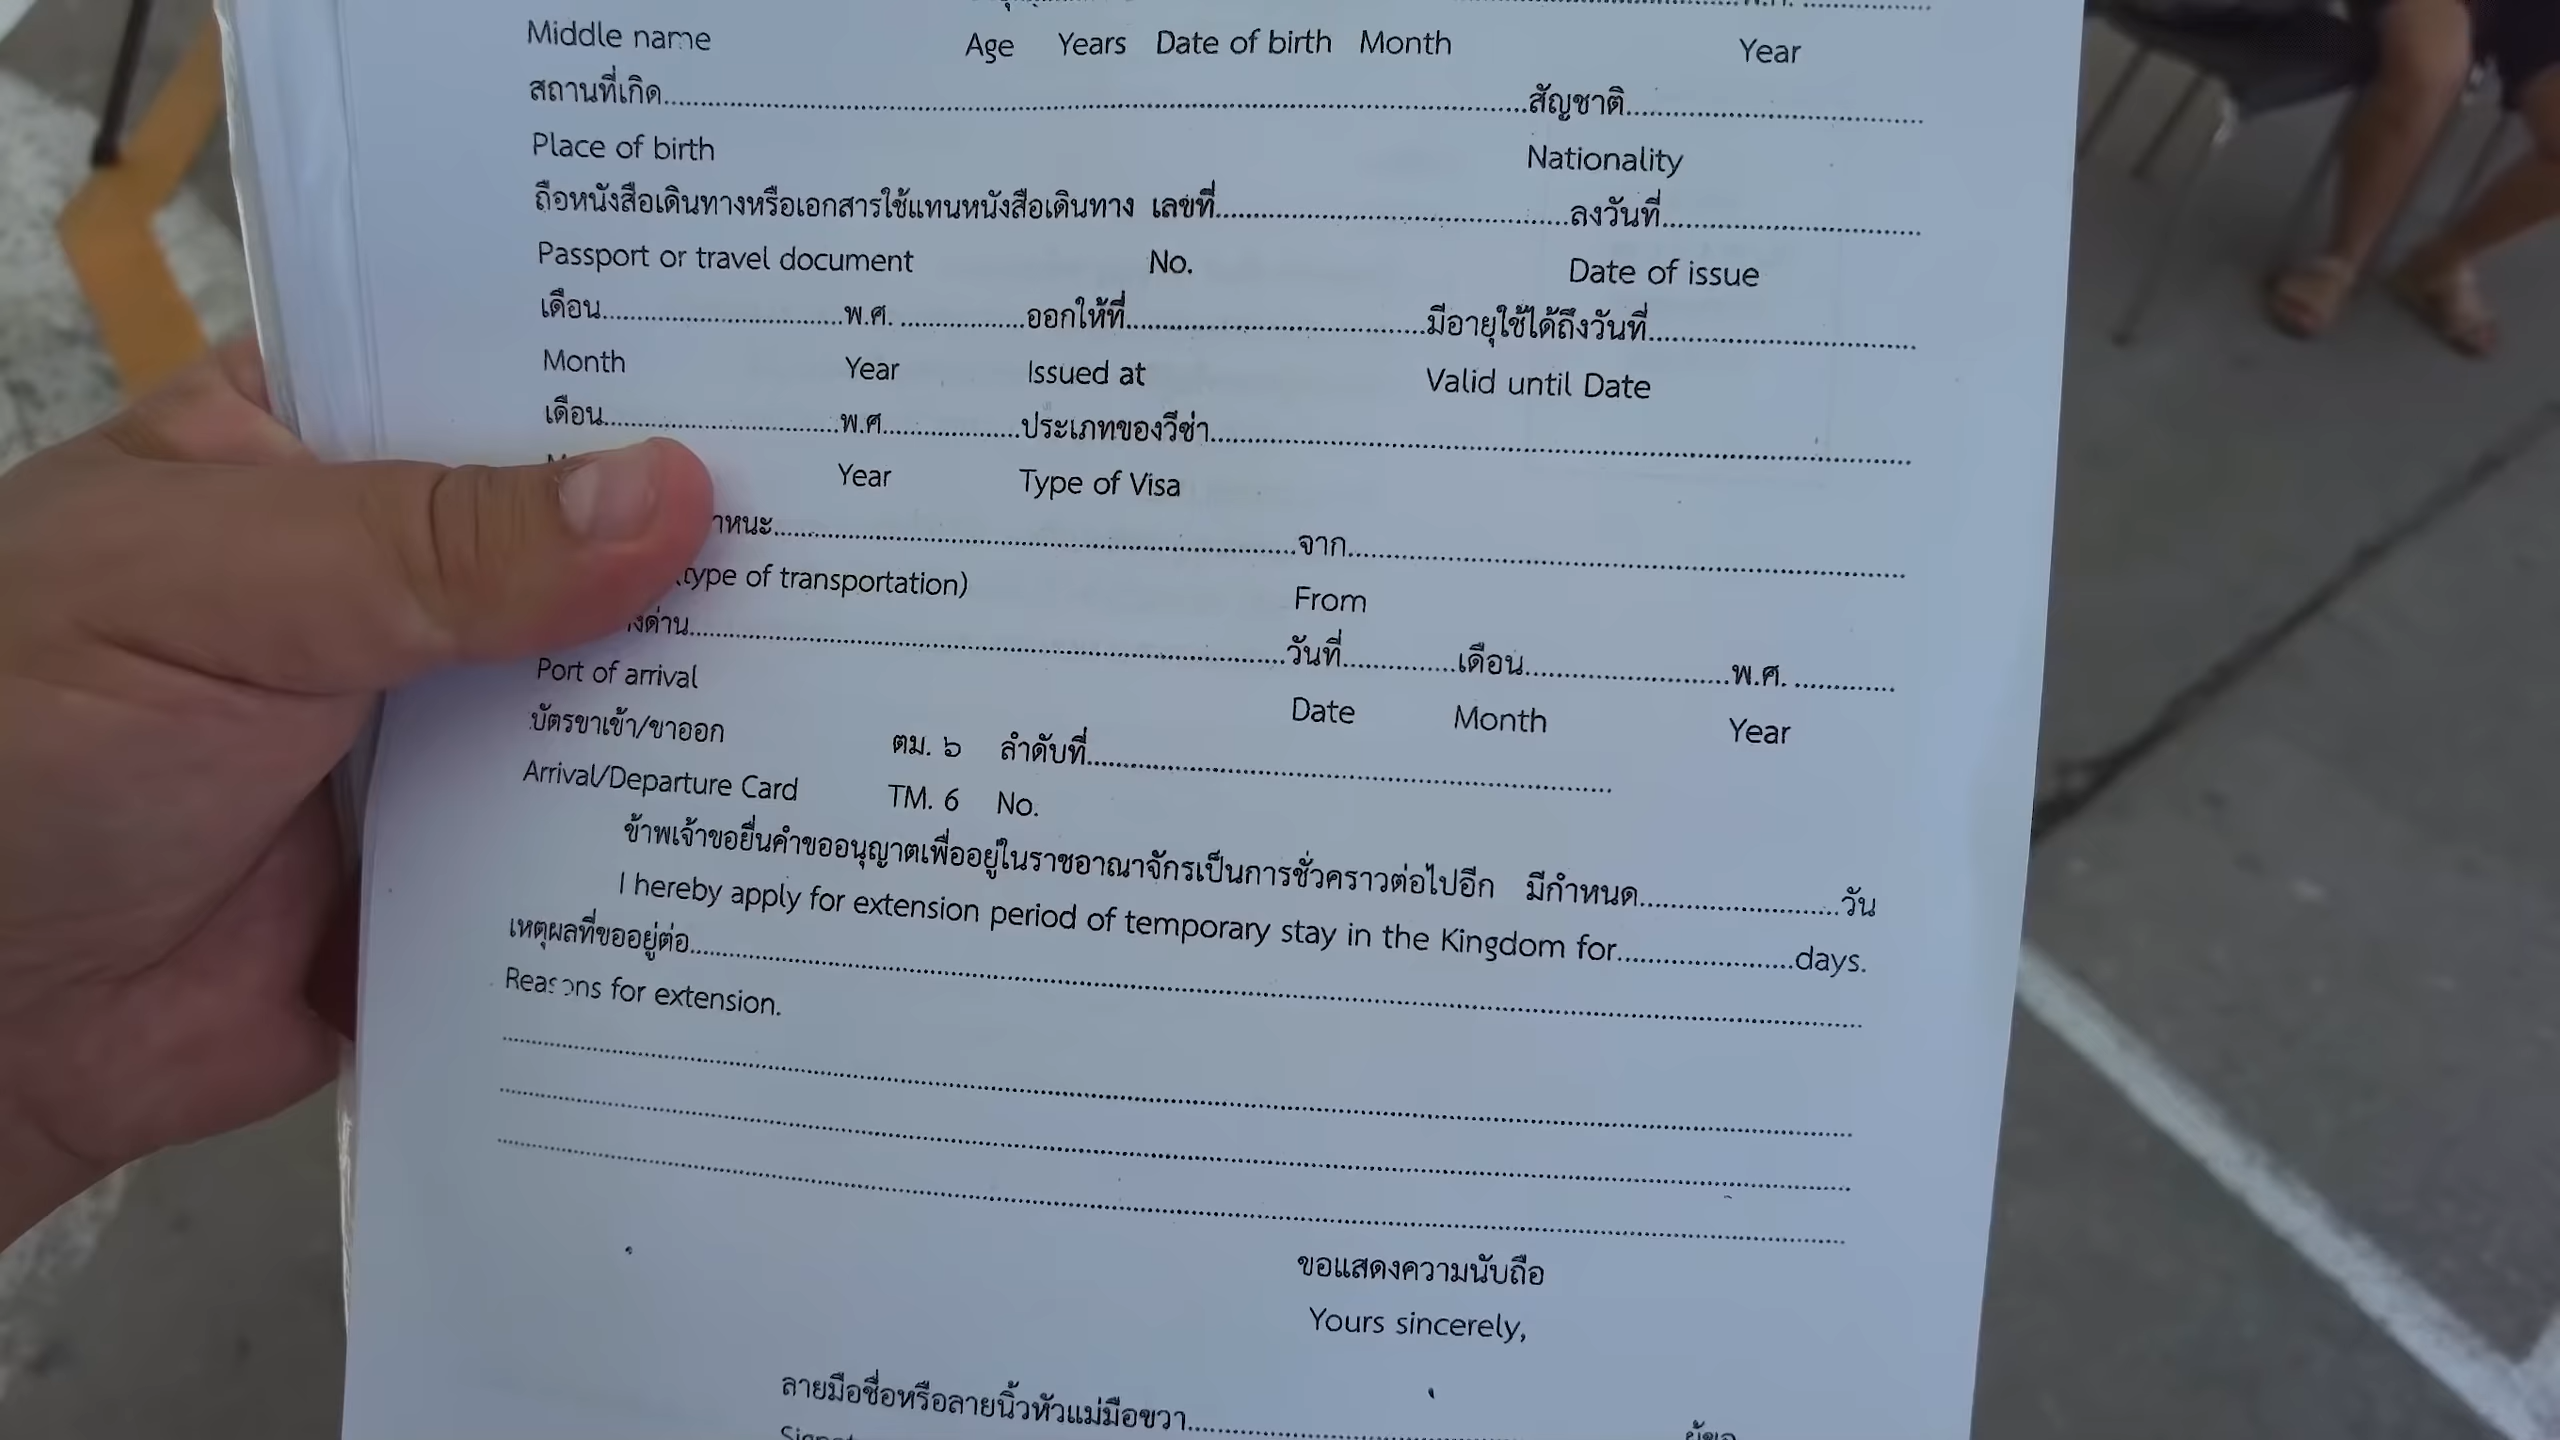 Middle name Age Years Date of birth Month Year
สถานที่เกิด........................สัญชาติ........................
Place of birth Nationality
ถือหนังสือเดินทางหรือเอกสารใช้แทนหนังสือเดินทาง เลขที่........................ลงวันที่........................
Passport or travel document No. Date of issue
เดือน........................พ.ศ. ................ออกให้ที่........................มีอายุใช้ได้ถึงวันที่........................
Month Year Issued at Valid until Date
เดือน........................พ.ศ.................ประเภทของวีซ่า........................
Year Type of Visa
าหนะ........................จาก........................
(type of transportation) From
งด่าน........................วันที่................เดือน........................พ.ศ. .............
Port of arrival Date Month Year
บัตรขาเข้า/ขาออก ตม. ๖ ลำดับที่........................
Arrival/Departure Card TM. 6 No.
ข้าพเจ้าขอยื่นคำขออนุญาตเพื่ออยู่ในราชอาณาจักรเป็นการชั่วคราวต่อไปอีก มีกำหนด........................วัน
I hereby apply for extension period of temporary stay in the Kingdom for........................days.
เหตุผลที่ขออยู่ต่อ........................
Reasons for extension.
ขอแสดงความนับถือ
Yours sincerely,
ลายมือชื่อหรือลายนิ้วหัวแม่มือขวา........................ผู้ขอ